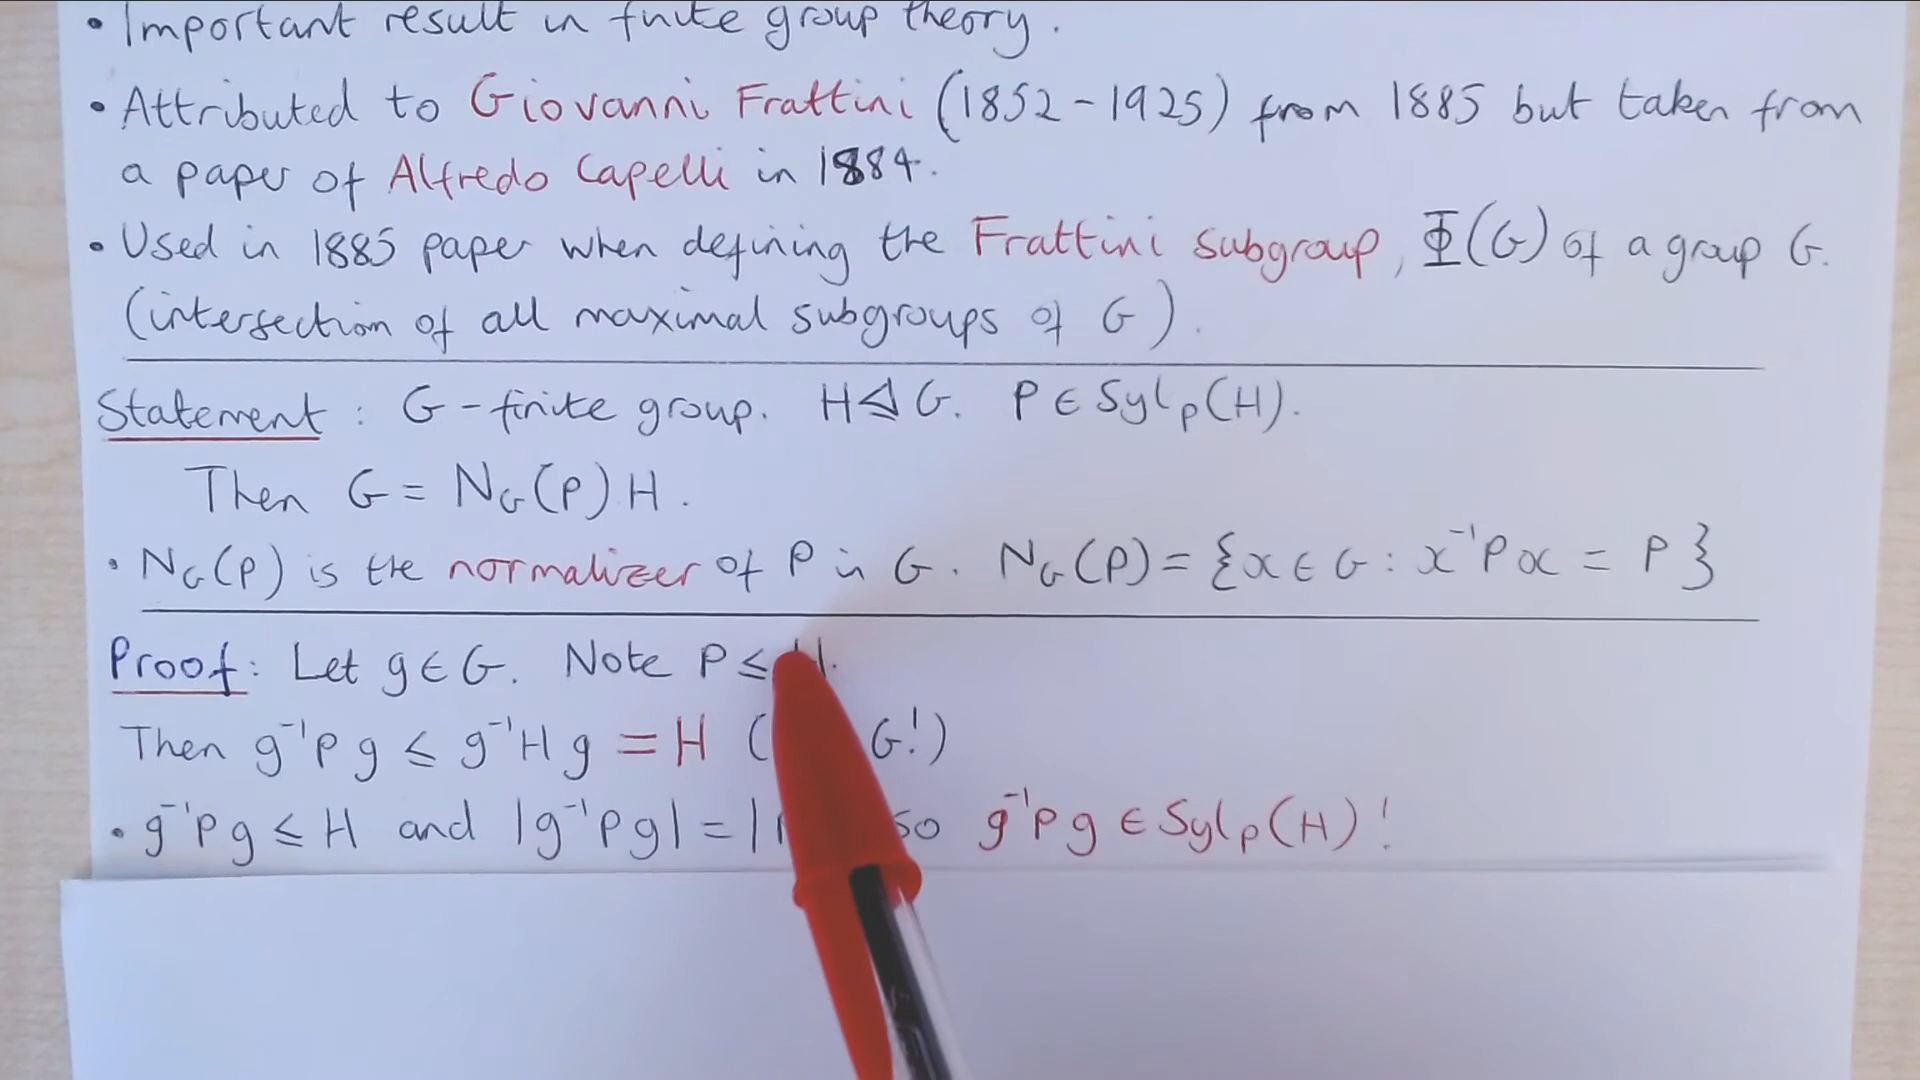 • Important result in finite group theory.
• Attributed to Giovanni Frattini (1852-1925) from 1885 but taken from
a paper of Alfredo Capelli in 1884.
• Used in 1885 paper when defining the Frattini subgroup, Φ(G) of a group G.
(intersection of all maximal subgroups of G).
Statement: G - finite group. H ⊴ G. P ∈ Syl_p(H).
Then G = N_G(P)H.
• N_G(P) is the normalizer of P in G. N_G(P) = {x ∈ G : x⁻¹Px = P}
Proof: Let g ∈ G. Note P ≤
Then g⁻¹Pg ≤ g⁻¹Hg = H ( G!)
• g⁻¹Pg ≤ H and |g⁻¹Pg| = | so g⁻¹Pg ∈ Syl_p(H)!